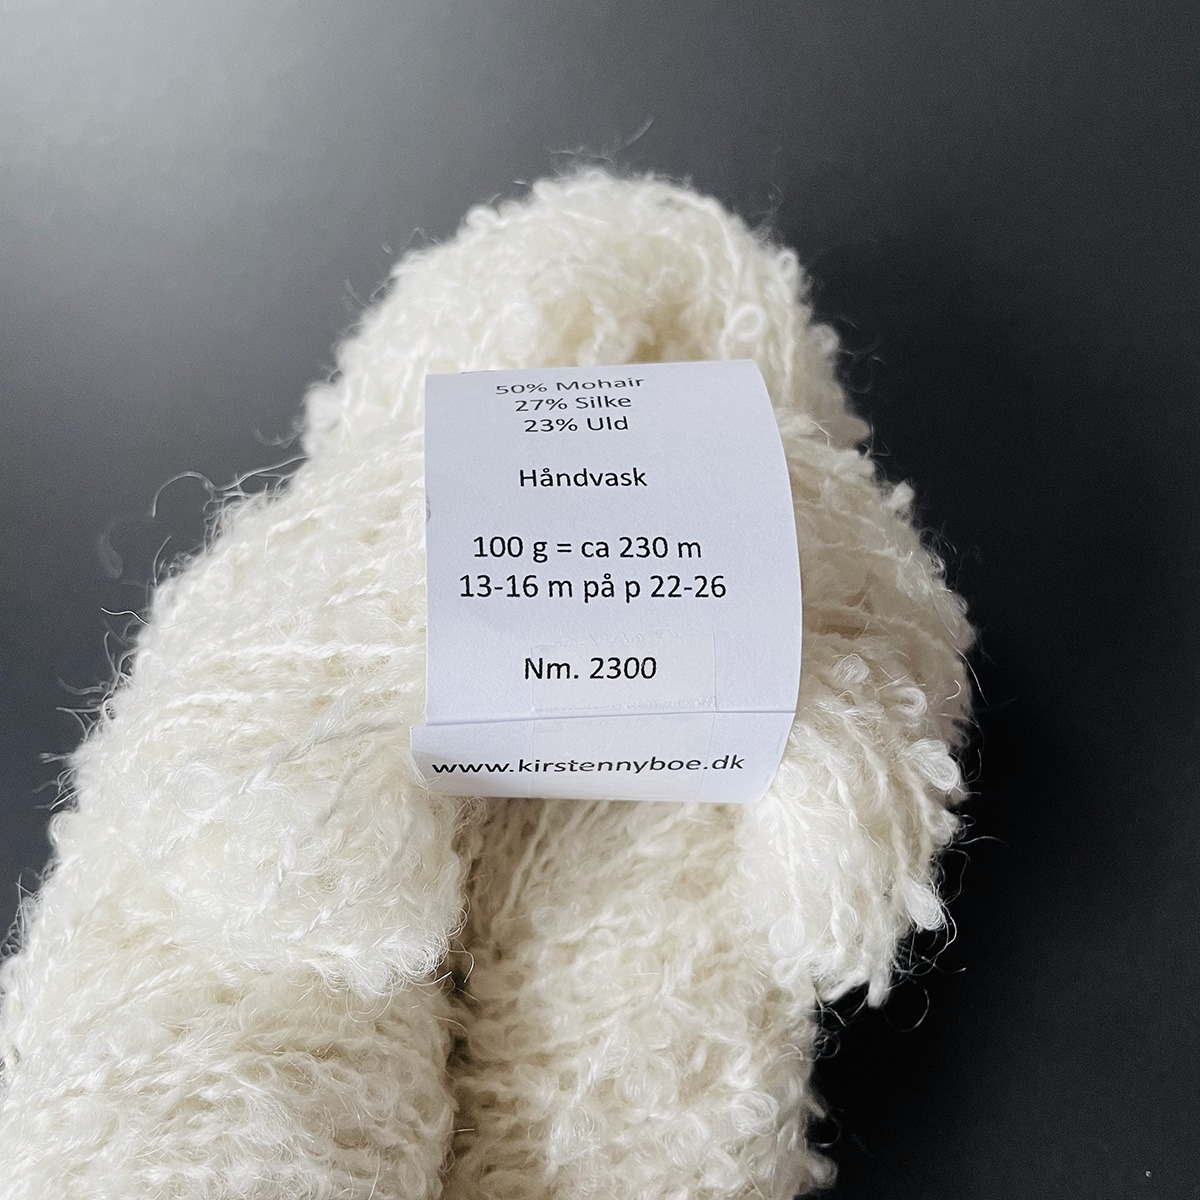 50% Mohair
27% Silke
23% Uld
Håndvask
100 g = ca 230 m
13-16 m på p 22-26
Nm. 2300
www.kirstennyboe.dk